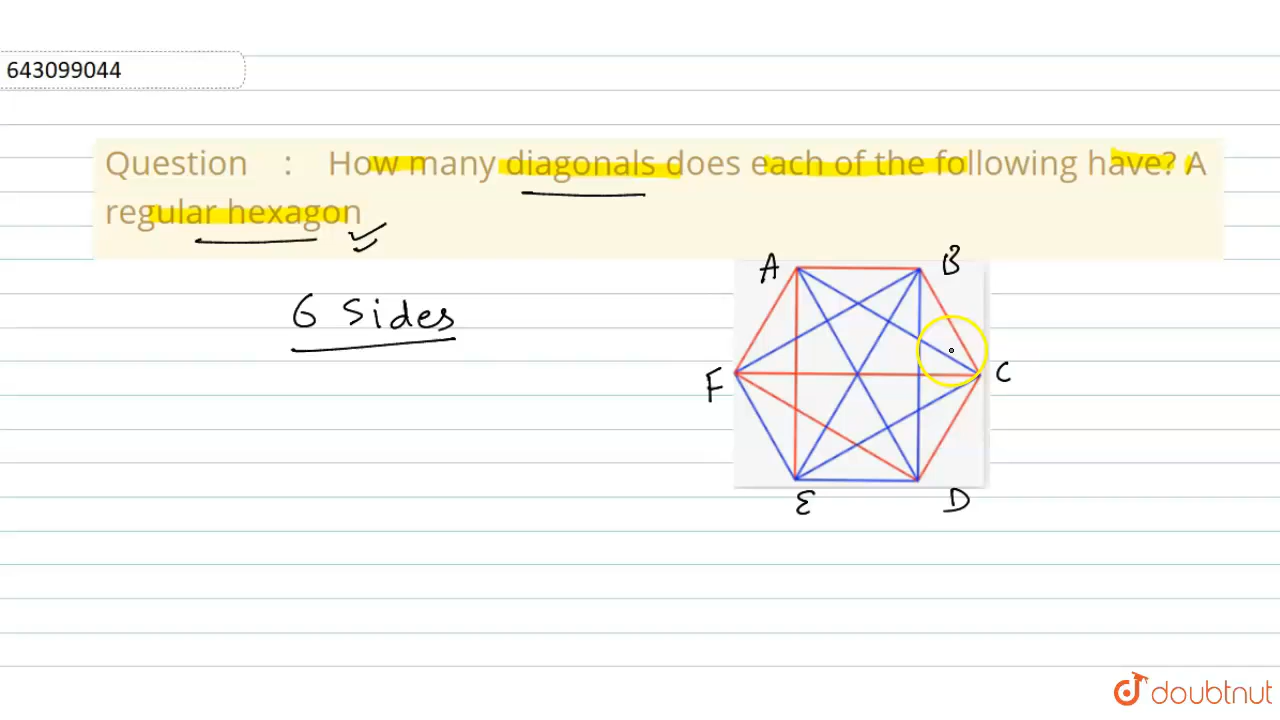 643099044
Question : How many diagonals does each of the following have? A
regular hexagon
6 Sides
A
B
F
C
E
D
doubtnut